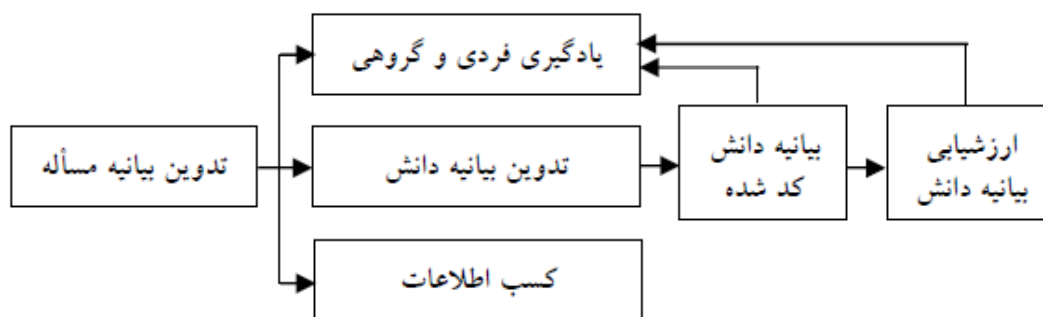 یادگیری فردی و گروهی
تدوین بیانیه مسأله
تدوین بیانیه دانش
بیانیه دانش
کد شده
ارزشیابی
بیانیه دانش
کسب اطلاعات